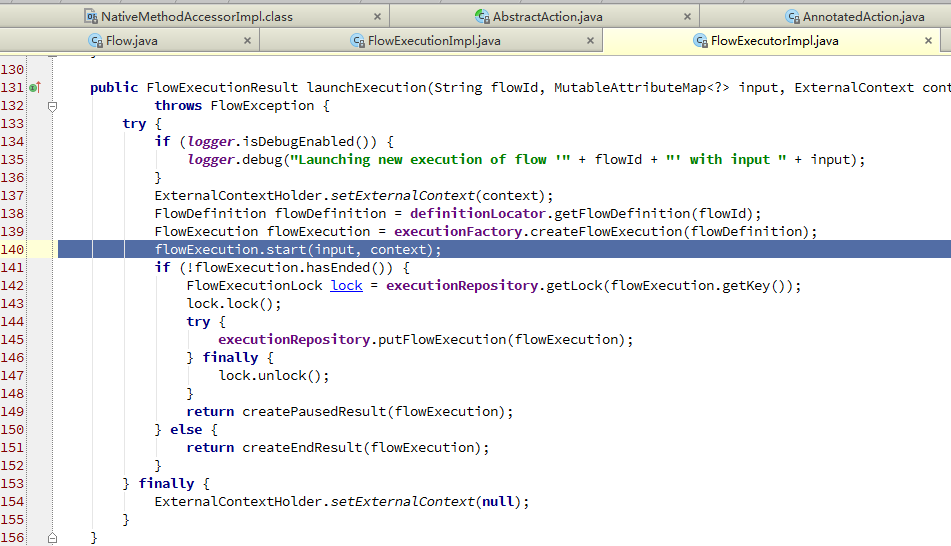 NativeMethodAccessorImpl.class × AbstractAction.java × AnnotatedAction.java
Flow.java × FlowExecutionImpl.java × FlowExecutorImpl.java ×
130
131 public FlowExecutionResult launchExecution(String flowId, MutableAttributeMap<?> input, ExternalContext cont
132 throws FlowException {
133 try {
134 if (logger.isDebugEnabled()) {
135 logger.debug("Launching new execution of flow '" + flowId + "' with input " + input);
136 }
137 ExternalContextHolder.setExternalContext(context);
138 FlowDefinition flowDefinition = definitionLocator.getFlowDefinition(flowId);
139 FlowExecution flowExecution = executionFactory.createFlowExecution(flowDefinition);
140 flowExecution.start(input, context);
141 if (!flowExecution.hasEnded()) {
142 FlowExecutionLock lock = executionRepository.getLock(flowExecution.getKey());
143 lock.lock();
144 try {
145 executionRepository.putFlowExecution(flowExecution);
146 } finally {
147 lock.unlock();
148 }
149 return createPausedResult(flowExecution);
150 } else {
151 return createEndResult(flowExecution);
152 }
153 } finally {
154 ExternalContextHolder.setExternalContext(null);
155 }
156 }